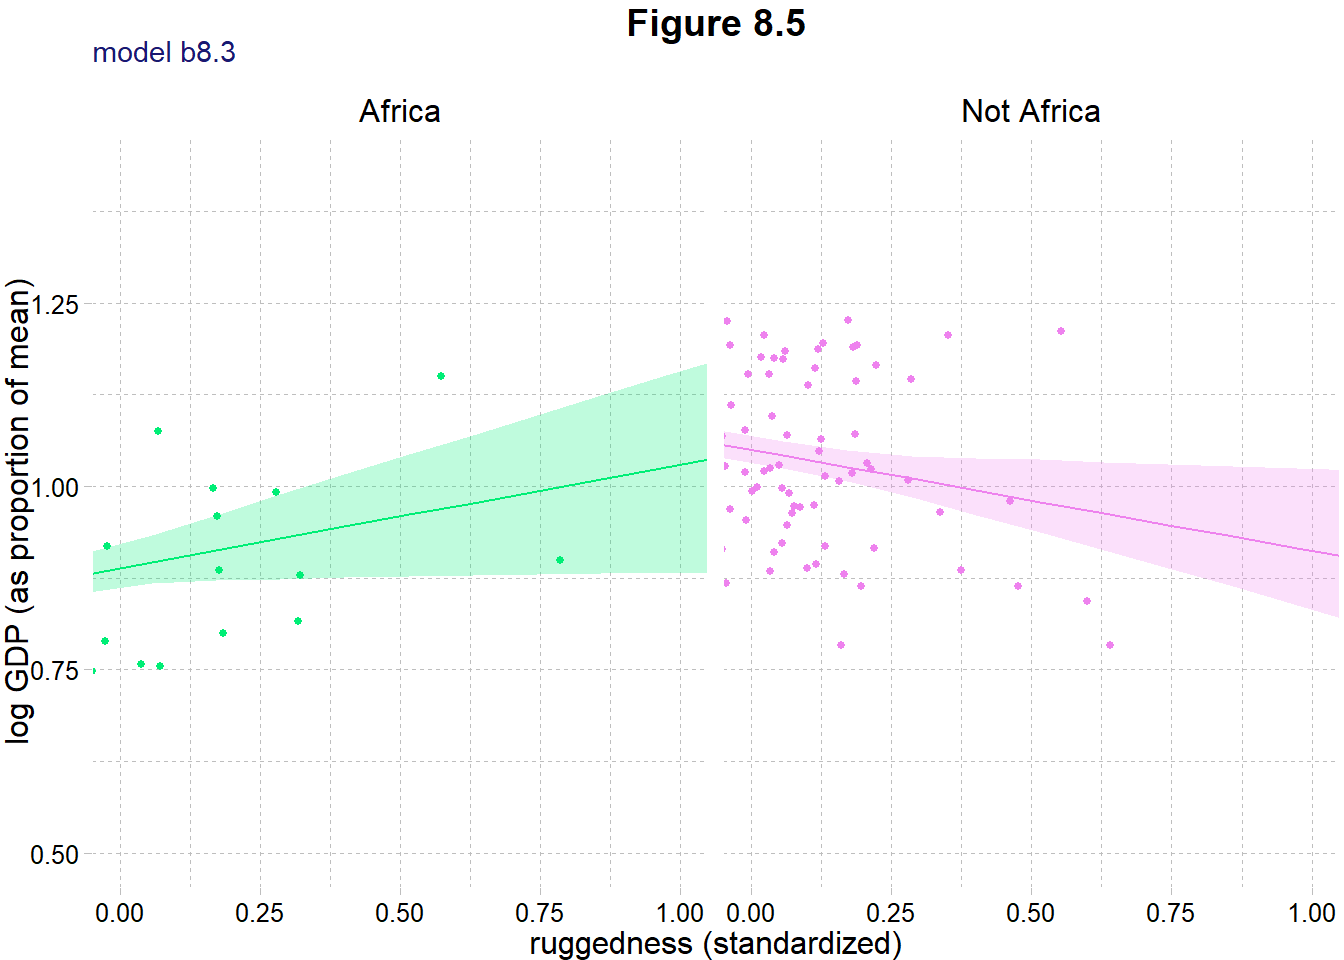 Figure 8.5
model b8.3
Africa
Not Africa
log GDP (as proportion of mean)
1.25
1.00
0.75
0.50
0.00 0.25 0.50 0.75 1.00
0.00 0.25 0.50 0.75 1.00
ruggedness (standardized)